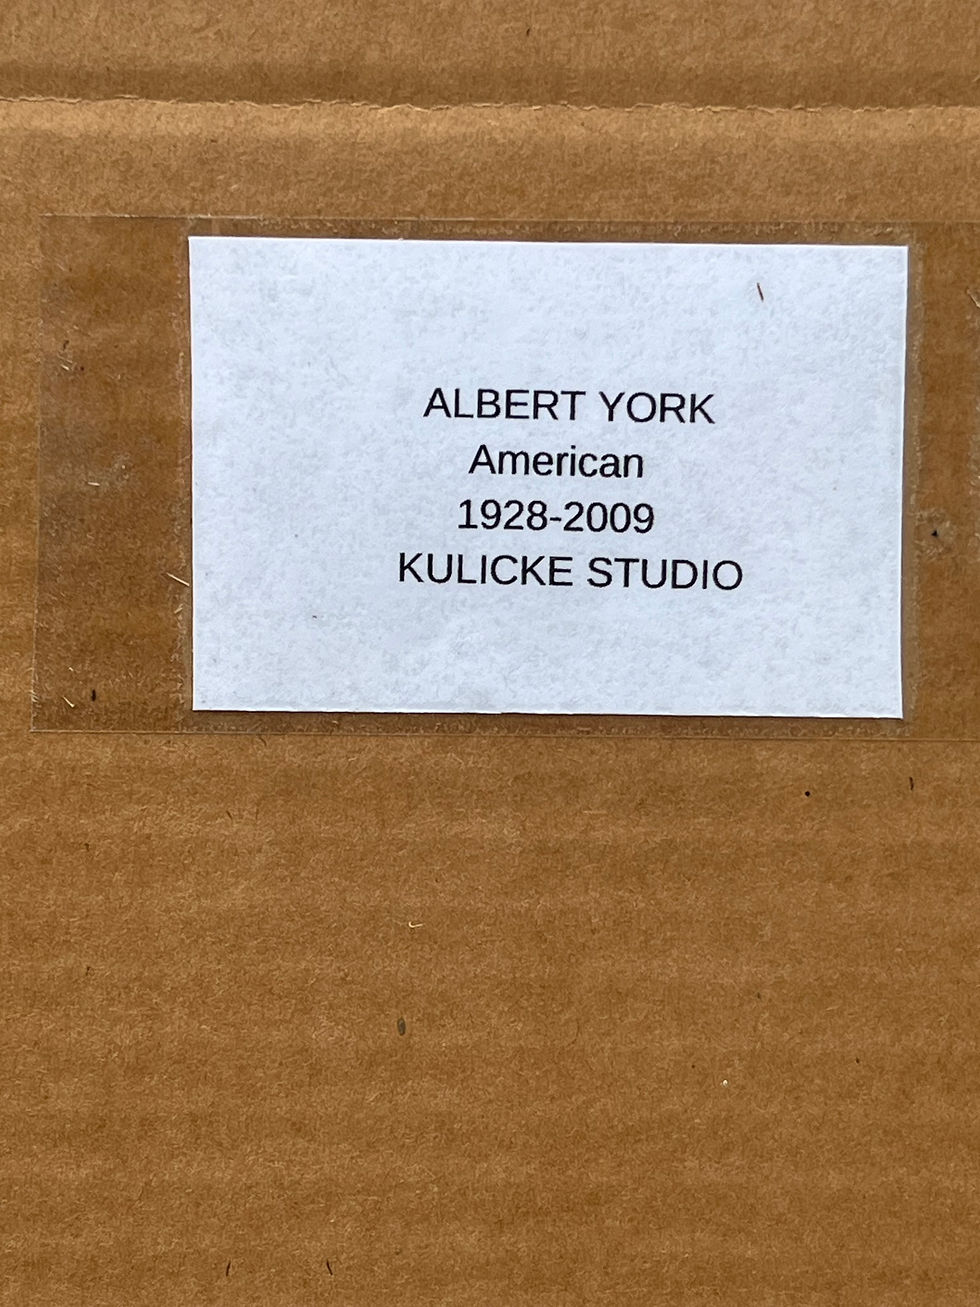 ALBERT YORK
American
1928-2009
KULICKE STUDIO